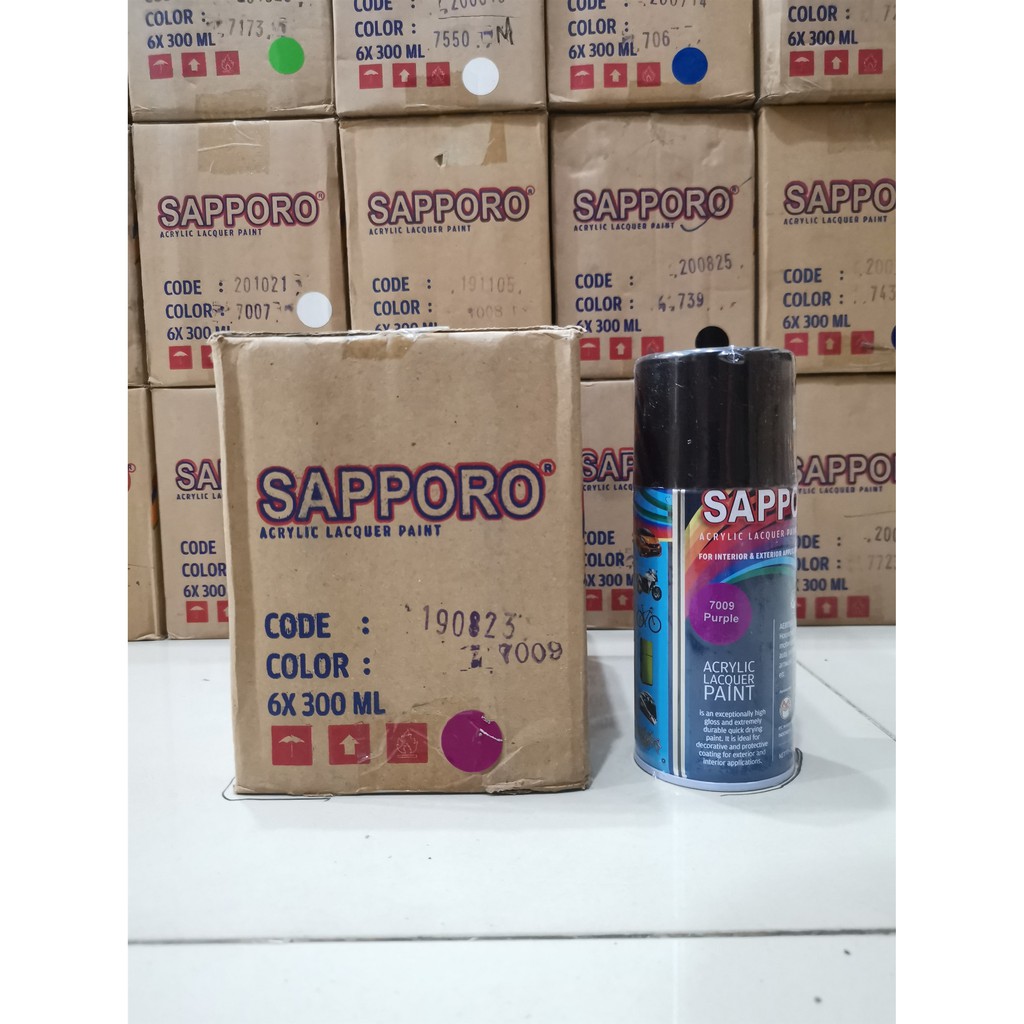 COLOR :
7173
COLOR :
6X 300 ML
7550
M
CODE :
COLOR :
6X 300 ML
706
COLOR :
6X 300 ML
SAPPORO®
ACRYLIC LACQUER PAINT
CODE : 201021
COLOR : 7007
6X 300 ML
SAPPORO®
ACRYLIC LACQUER PAINT
CODE : 191105
COLOR :
6X 300 ML
SAPPORO
ACRYLIC LACQUER PAINT
CODE : 200825
COLOR : 739
6X 300 ML
SAPPORO
ACRYLIC LACQUER PAINT
CODE :
COLOR :
6X 300 ML
CODE
COLOR
6X 300 ML
SAPPORO®
ACRYLIC LACQUER PAINT
CODE : 190823
COLOR : 7009
6X 300 ML
SAPPO
ACRYLIC LACQUER
FOR INTERIOR & EXTERIOR
7009
Purple
ACRYLIC
LACQUER
PAINT
is an exceptionally high
gloss and extremely
durable quick drying
paint. It is ideal for
decorative and protective
coating for exterior and
interior applications.